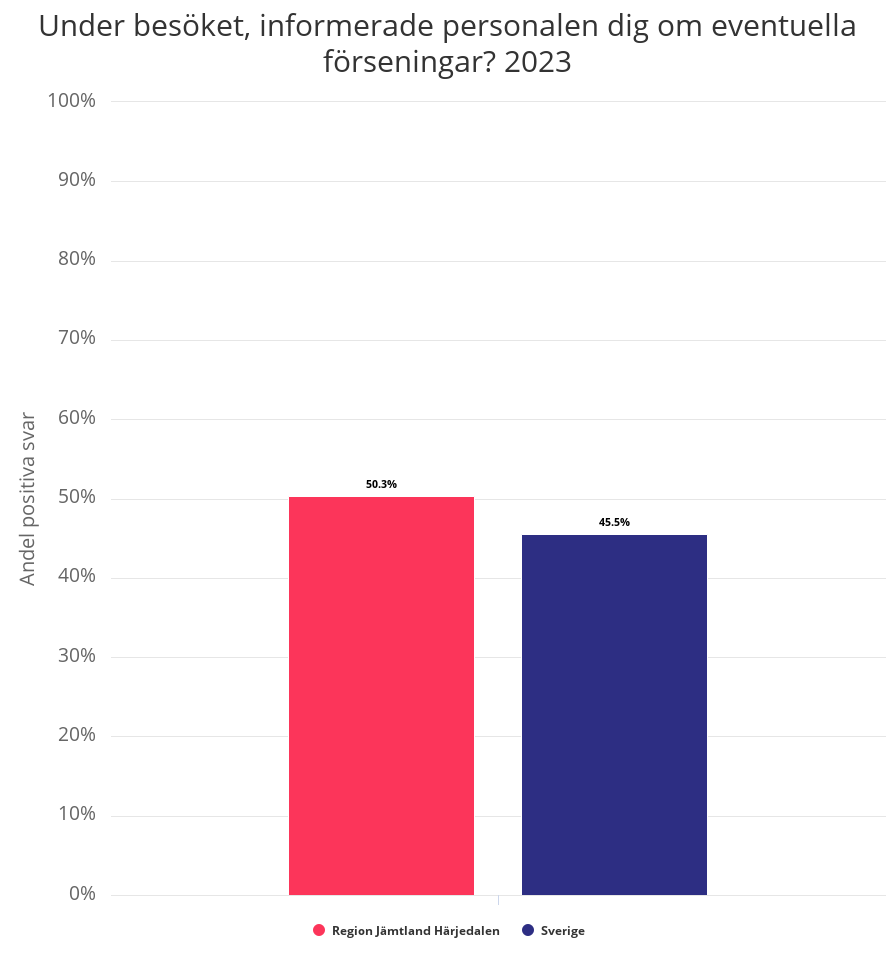 Under besöket, informerade personalen dig om eventuella
förseningar? 2023
100%
90%
80%
70%
60%
50%
40%
30%
20%
10%
0%
Andel positiva svar
50.3%
45.5%
Region Jämtland Härjedalen
Sverige